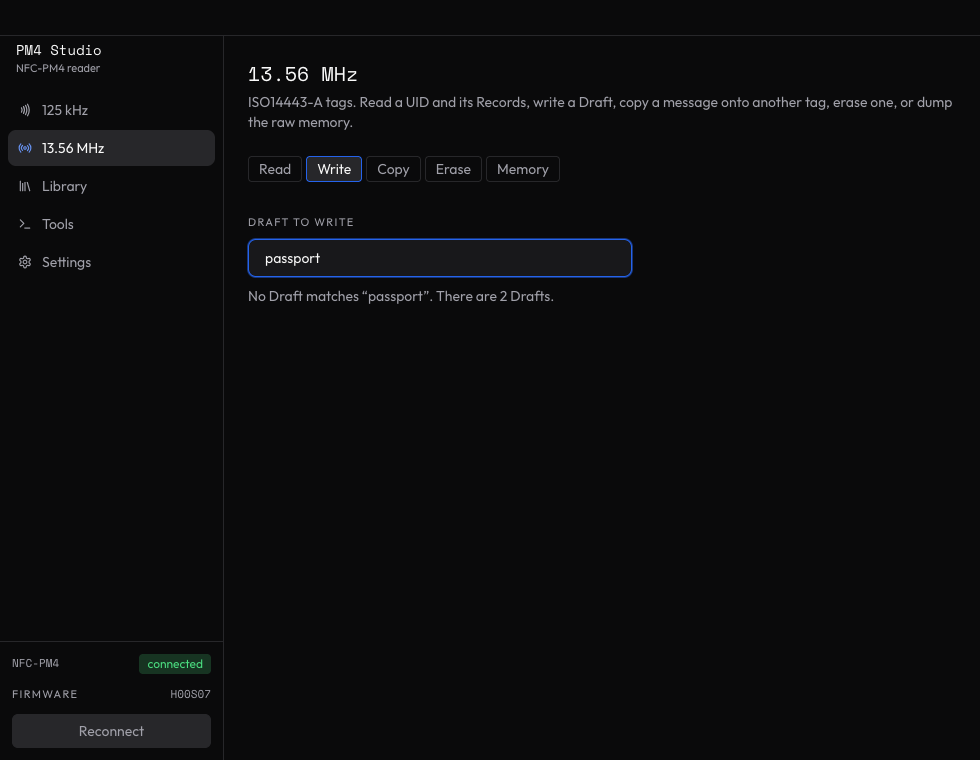 PM4 Studio
NFC-PM4 reader
125 kHz
13.56 MHz
Library
Tools
Settings
NFC-PM4
connected
FIRMWARE
H00S07
Reconnect
13.56 MHz
ISO14443-A tags. Read a UID and its Records, write a Draft, copy a message onto another tag, erase one, or dump
the raw memory.
Read
Write
Copy
Erase
Memory
DRAFT TO WRITE
passport
No Draft matches “passport”. There are 2 Drafts.